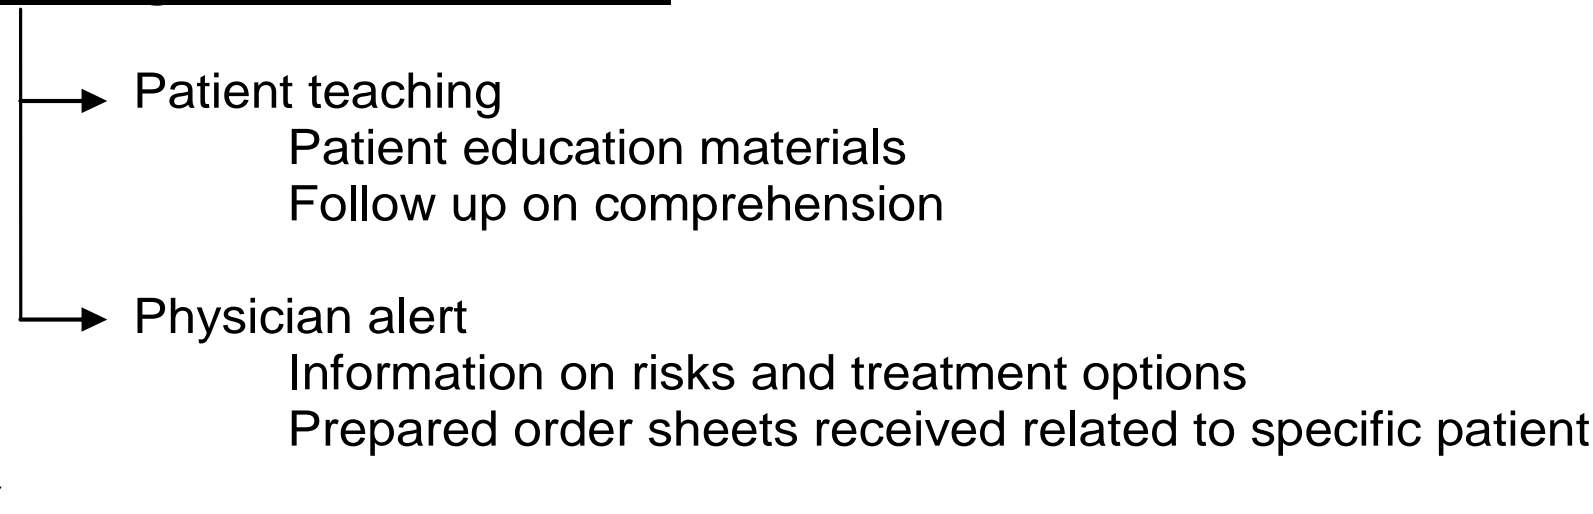 Patient teaching
Patient education materials
Follow up on comprehension
Physician alert
Information on risks and treatment options
Prepared order sheets received related to specific patient